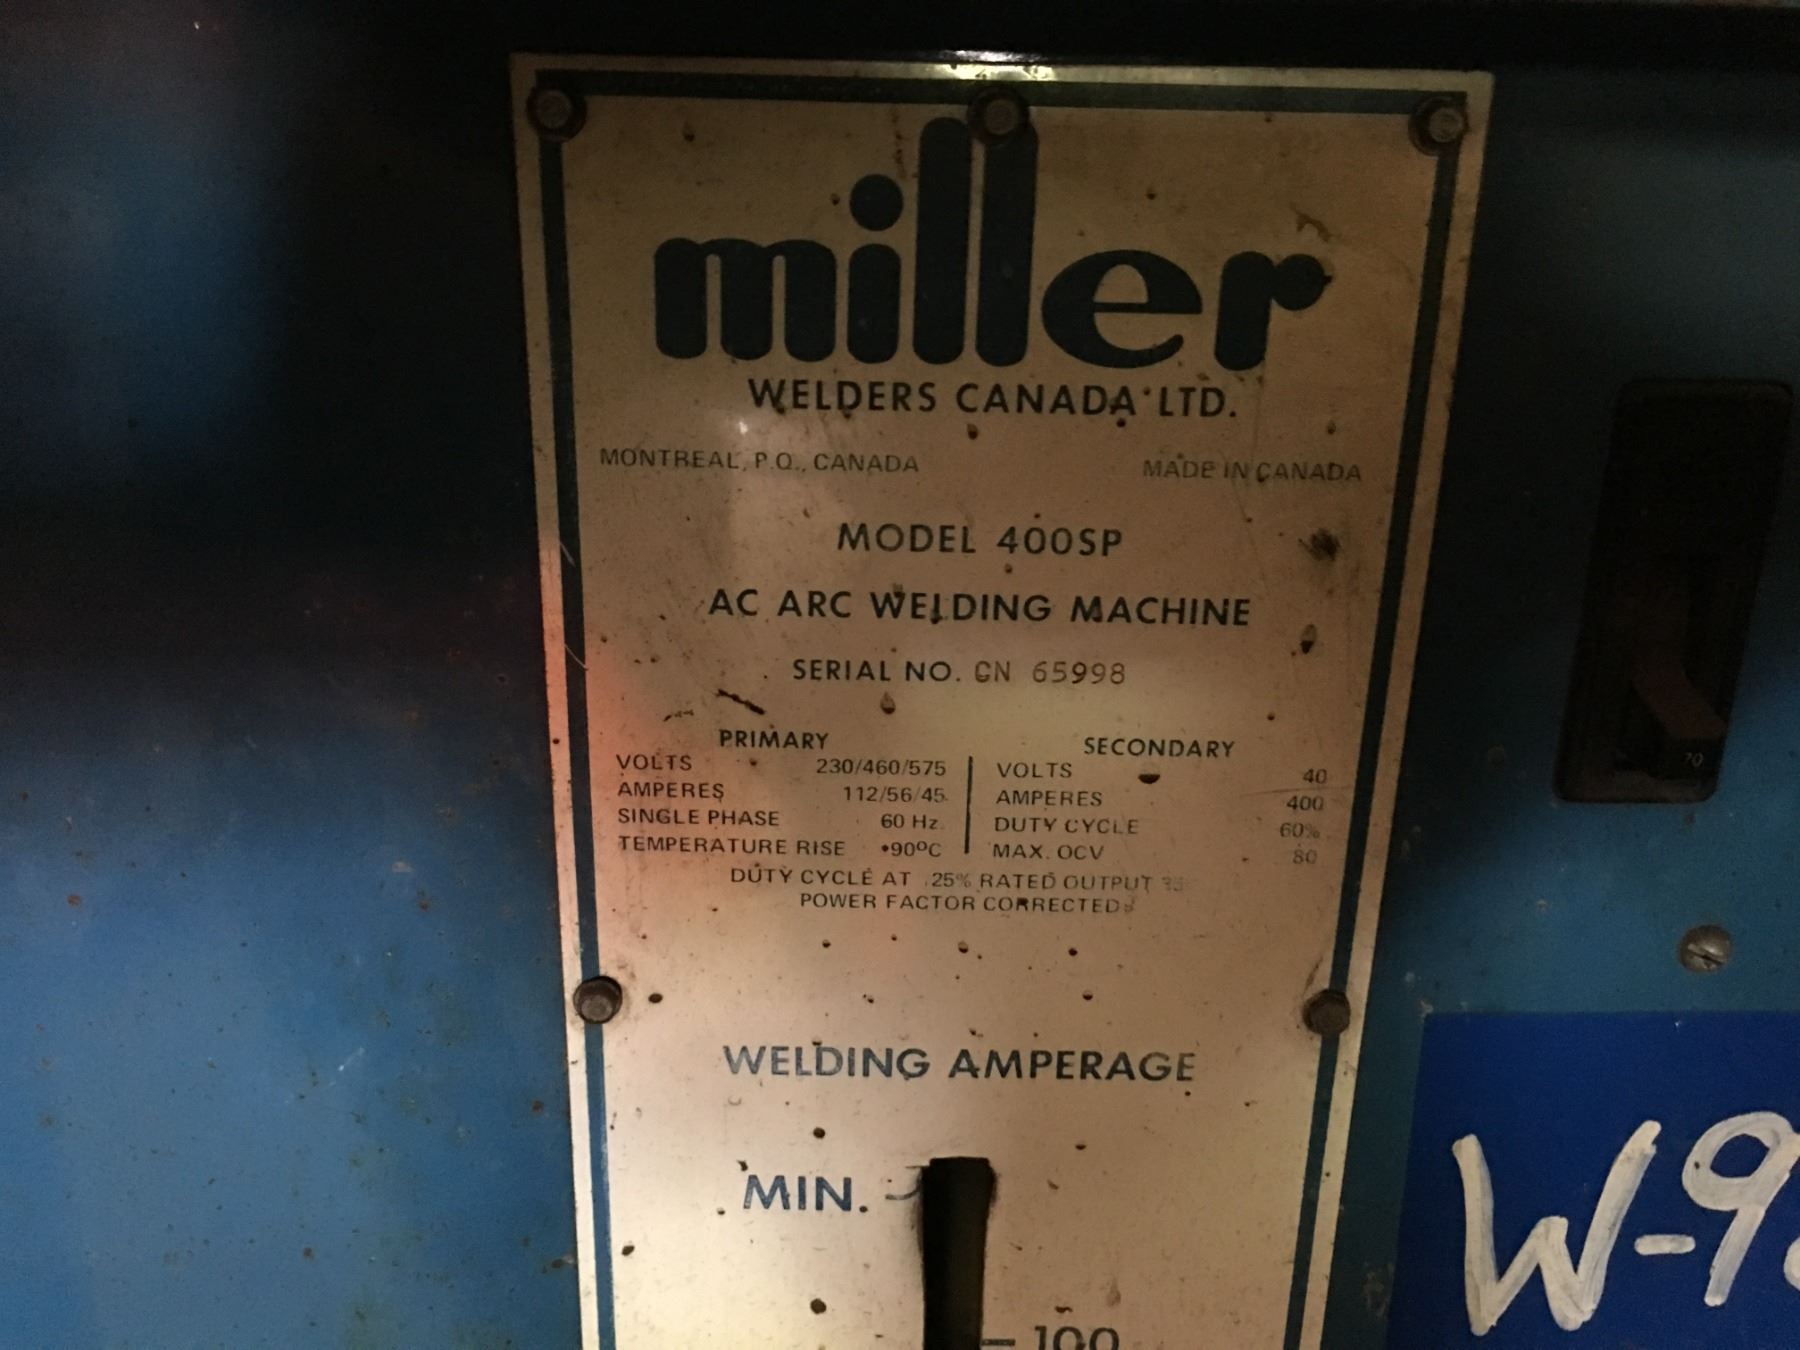 miller
WELDERS CANADA LTD.
MONTREAL, P.Q., CANADA MADE IN CANADA
MODEL 400SP
AC ARC WELDING MACHINE
SERIAL NO. CN 65998
PRIMARY SECONDARY
VOLTS 230/460/575 VOLTS 40
AMPERES 112/56/45 AMPERES 400
SINGLE PHASE 60 Hz DUTY CYCLE 60%
TEMPERATURE RISE 90ºC MAX. OCV 80
DUTY CYCLE AT 25% RATED OUTPUT
POWER FACTOR CORRECTED
70
WELDING AMPERAGE
MIN.
W-9
100